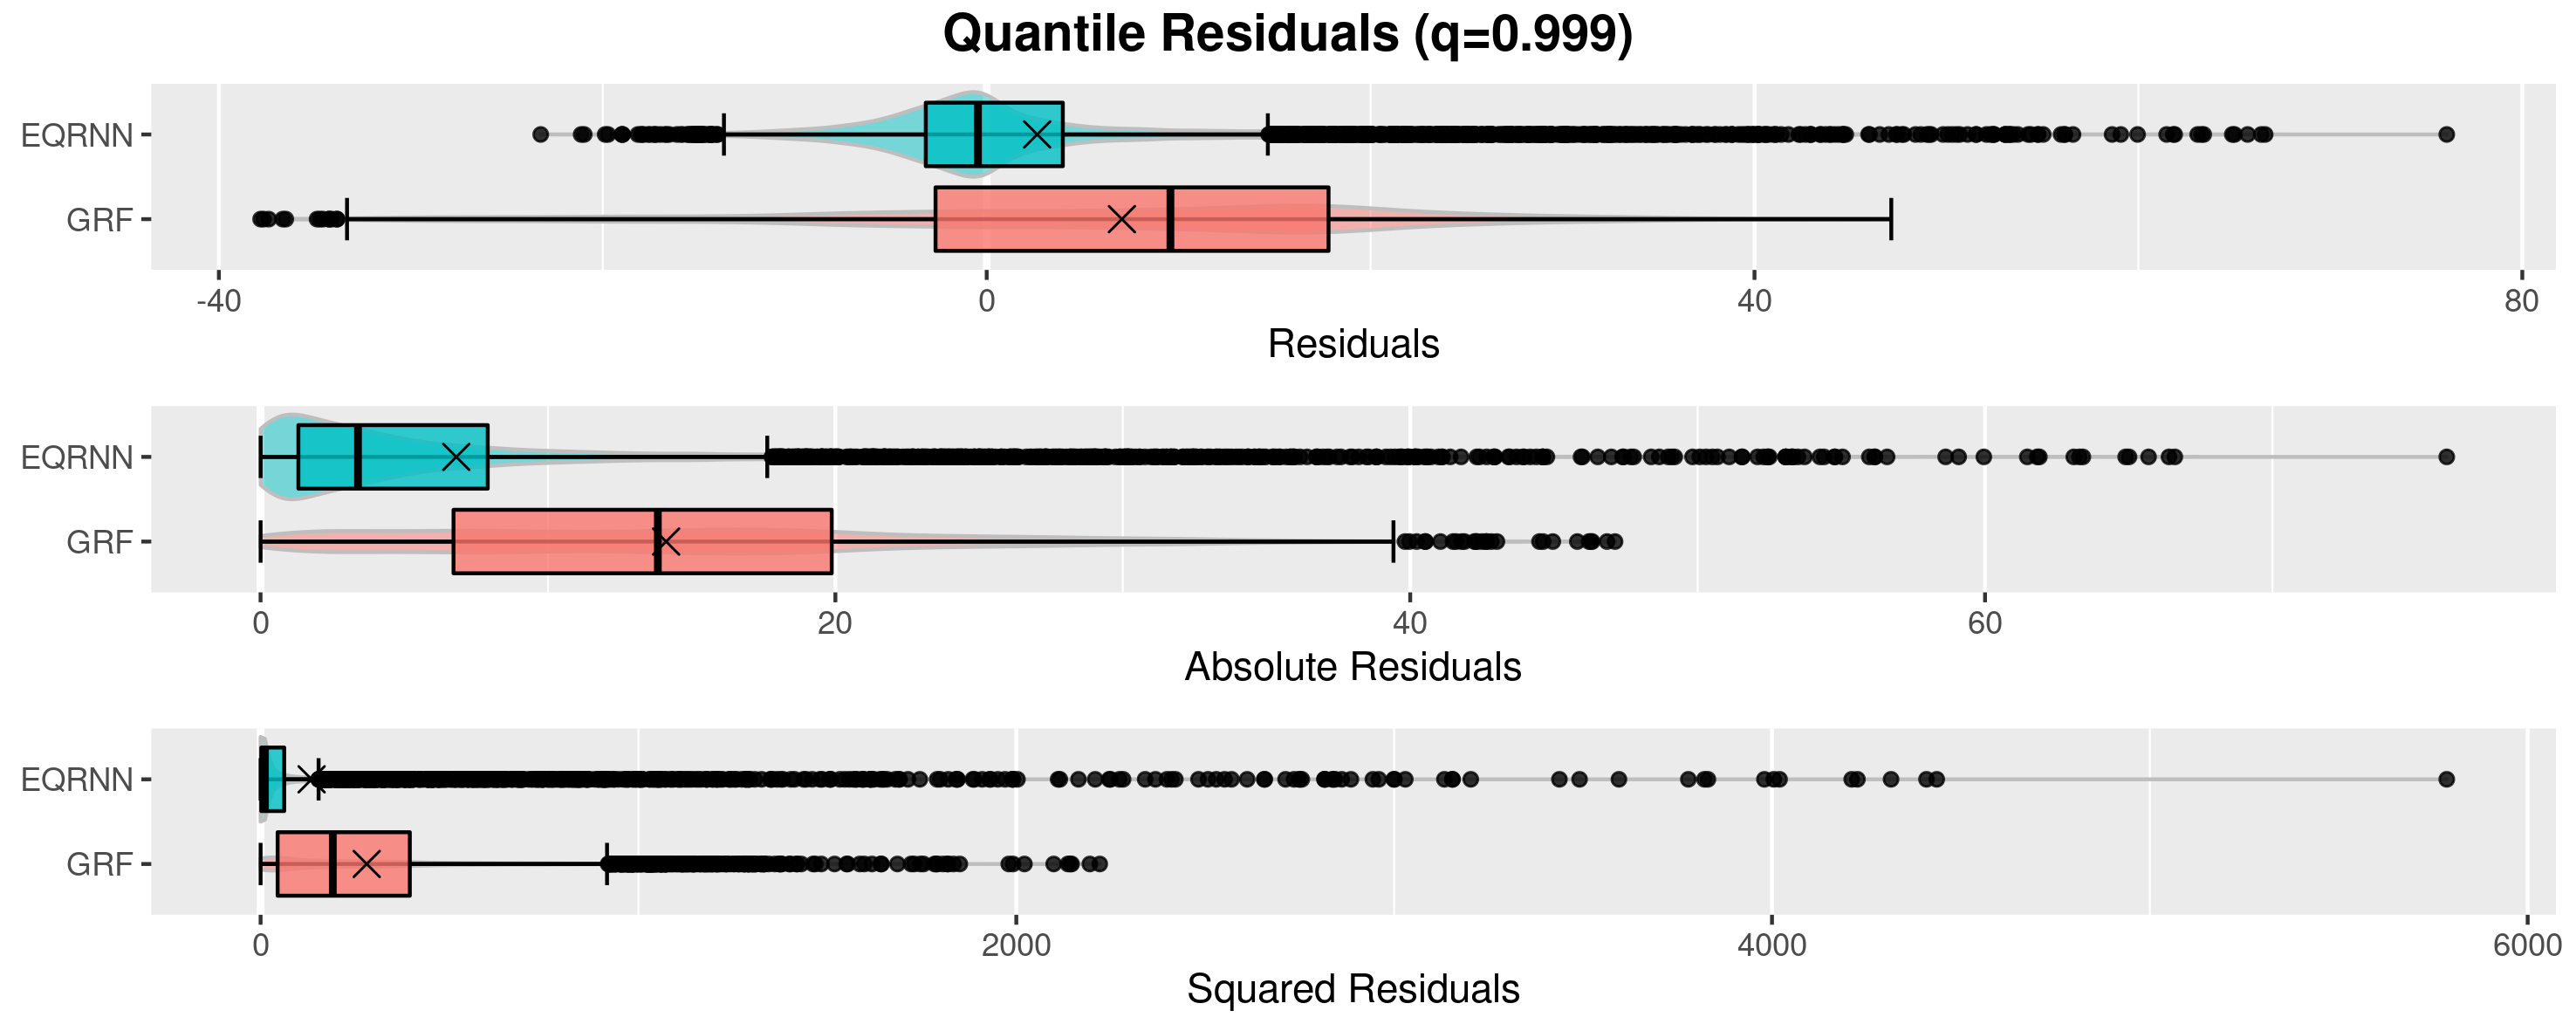 Quantile Residuals (q=0.999)
EQRNN
GRF
-40 0 40 80
Residuals
EQRNN
GRF
0 20 40 60
Absolute Residuals
EQRNN
GRF
0 2000 4000 6000
Squared Residuals